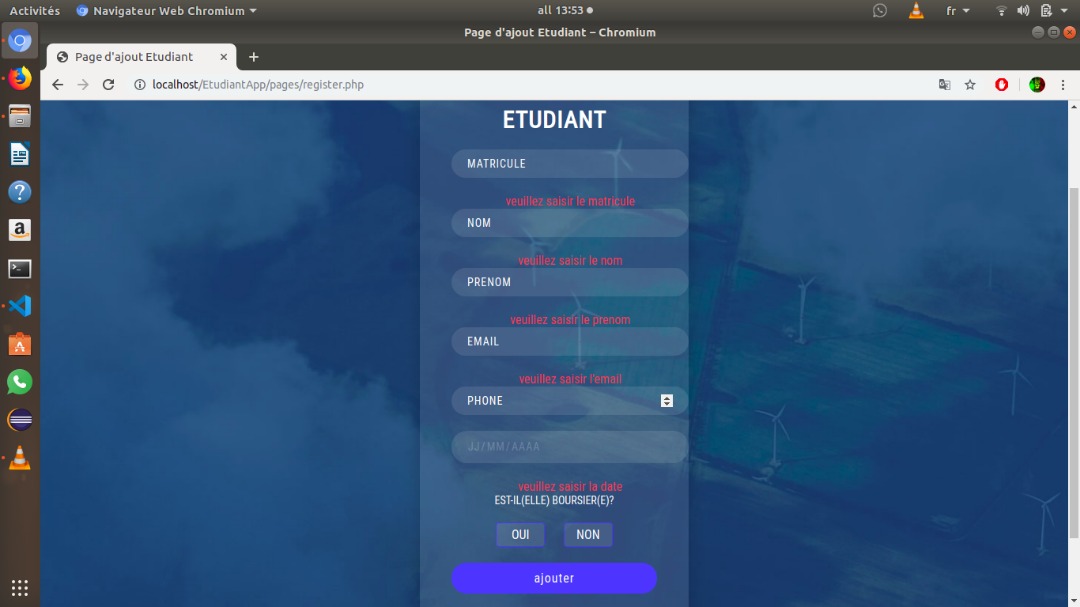 Activités Navigateur Web Chromium all 13:53 fr
Page d'ajout Etudiant – Chromium
Page d'ajout Etudiant
localhost/EtudiantApp/pages/register.php
ETUDIANT
MATRICULE
veuillez saisir le matricule
NOM
veuillez saisir le nom
PRENOM
veuillez saisir le prenom
EMAIL
veuillez saisir l'email
PHONE
JJ/MM/AAAA
veuillez saisir la date
EST-IL(ELLE) BOURSIER(E)?
OUI NON
ajouter